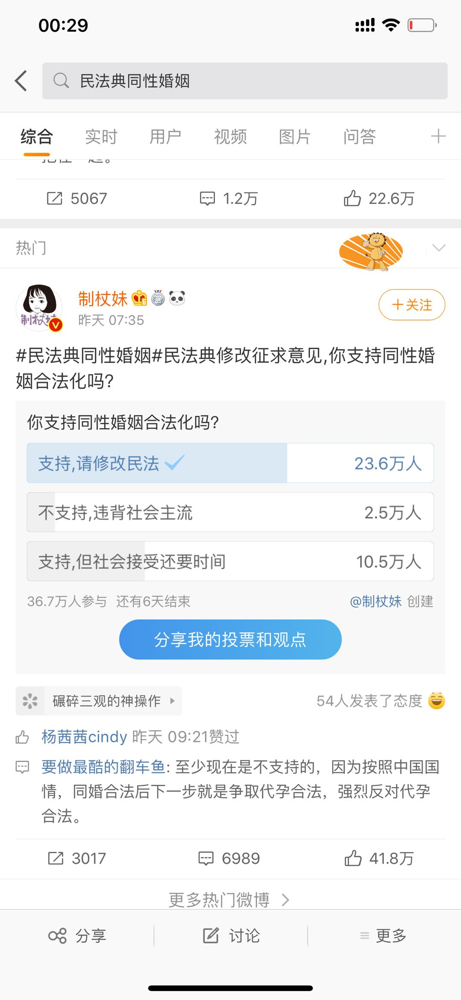 00:29
民法典同性婚姻
综合 实时 用户 视频 图片 问答
5067 1.2万 22.6万
热门
制杖妹
昨天 07:35
+关注
制杖妹
#民法典同性婚姻#民法典修改征求意见,你支持同性婚
姻合法化吗?
你支持同性婚姻合法化吗?
支持,请修改民法 23.6万人
不支持,违背社会主流 2.5万人
支持,但社会接受还要时间 10.5万人
36.7万人参与 还有6天结束 @制杖妹 创建
分享我的投票和观点
碾碎三观的神操作 54人发表了态度
杨茜茜cindy 昨天 09:21赞过
要做最酷的翻车鱼: 至少现在是不支持的，因为按照中国国
情，同婚合法后下一步就是争取代孕合法，强烈反对代孕
合法。
3017 6989 41.8万
更多热门微博
分享 讨论 更多